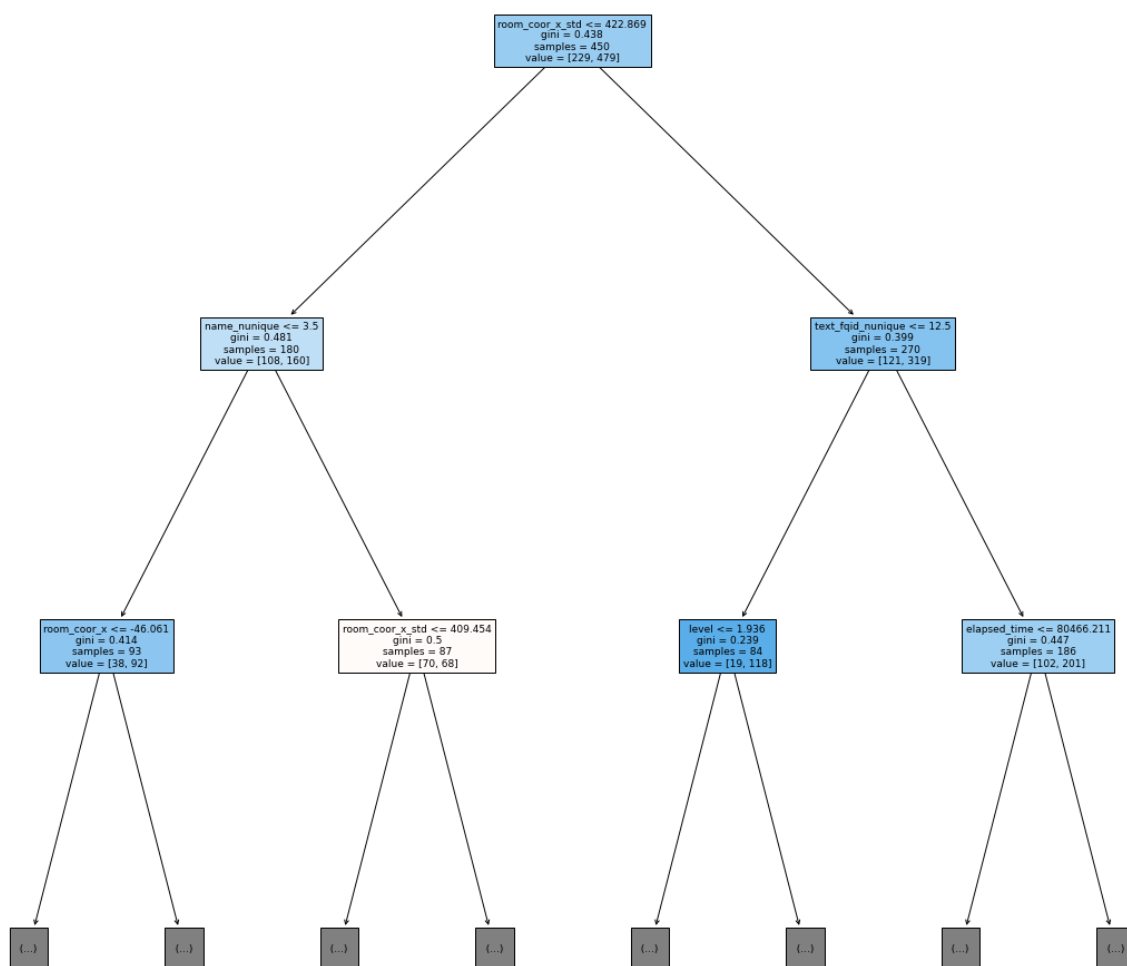 room_coor_x_std <= 422.869
gini = 0.438
samples = 450
value = [229, 479]
name_nunique <= 3.5
gini = 0.481
samples = 180
value = [108, 160]
text_fqid_nunique <= 12.5
gini = 0.399
samples = 270
value = [121, 319]
room_coor_x <= -46.061
gini = 0.414
samples = 93
value = [38, 92]
room_coor_x_std <= 409.454
gini = 0.5
samples = 87
value = [70, 68]
level <= 1.936
gini = 0.239
samples = 84
value = [19, 118]
elapsed_time <= 80466.211
gini = 0.447
samples = 186
value = [102, 201]
(...)
(...)
(...)
(...)
(...)
(...)
(...)
(...)